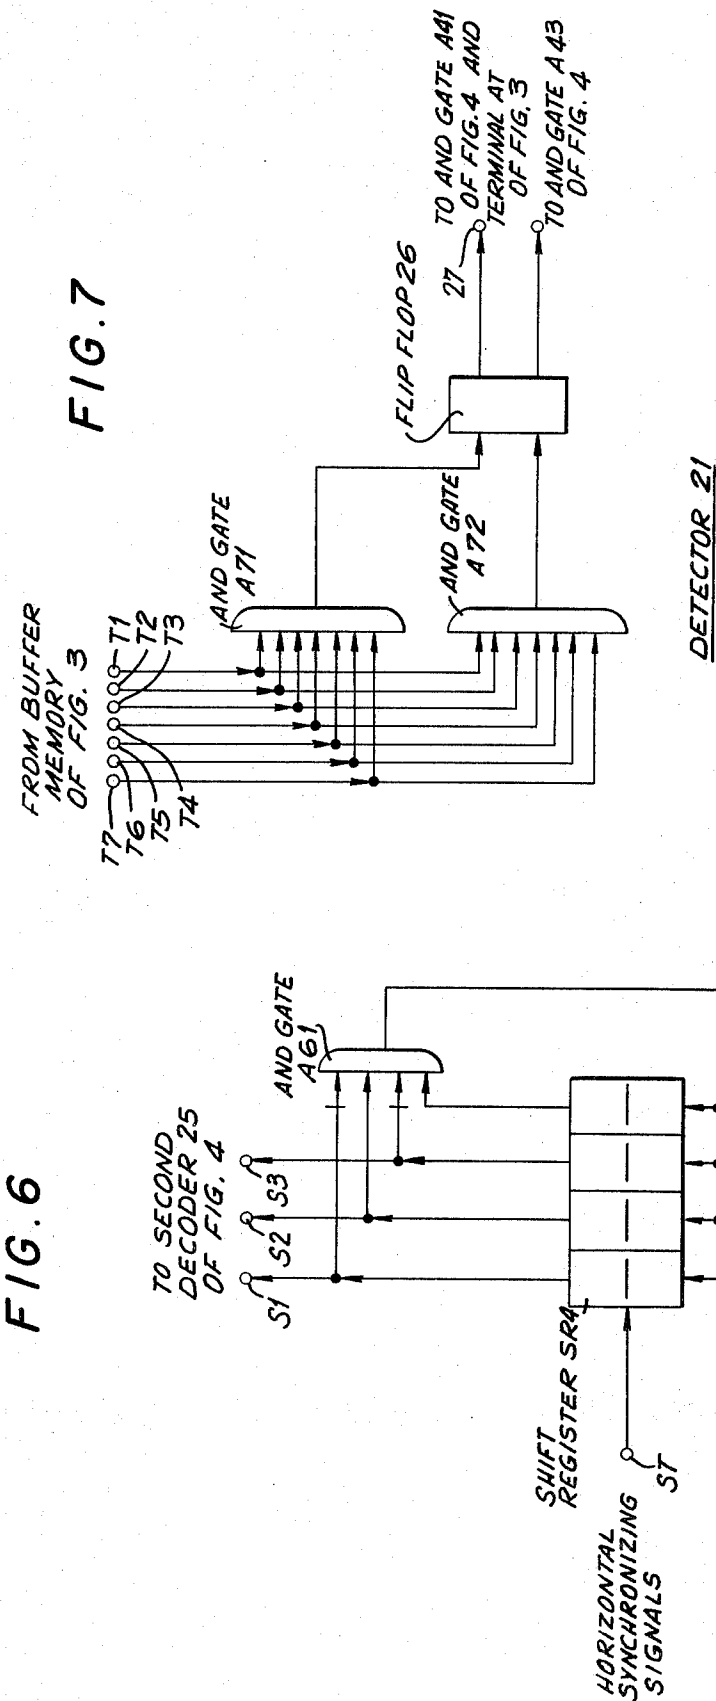 FIG. 6
TO SECOND
DECODER 25
OF FIG. 4
S1
S2
S3
AND GATE
A61
SHIFT
REGISTER SR4
HORIZONTAL
SYNCHRONIZING
SIGNALS
ST
FIG. 7
FROM BUFFER
MEMORY
OF FIG. 3
T7
T6
T5
T4
T1
T2
T3
AND GATE
A71
AND GATE
A72
FLIP FLOP 26
27
TO AND GATE A41
OF FIG. 4 AND
TERMINAL AT
OF FIG. 3
TO AND GATE A43
OF FIG. 4
DETECTOR 21